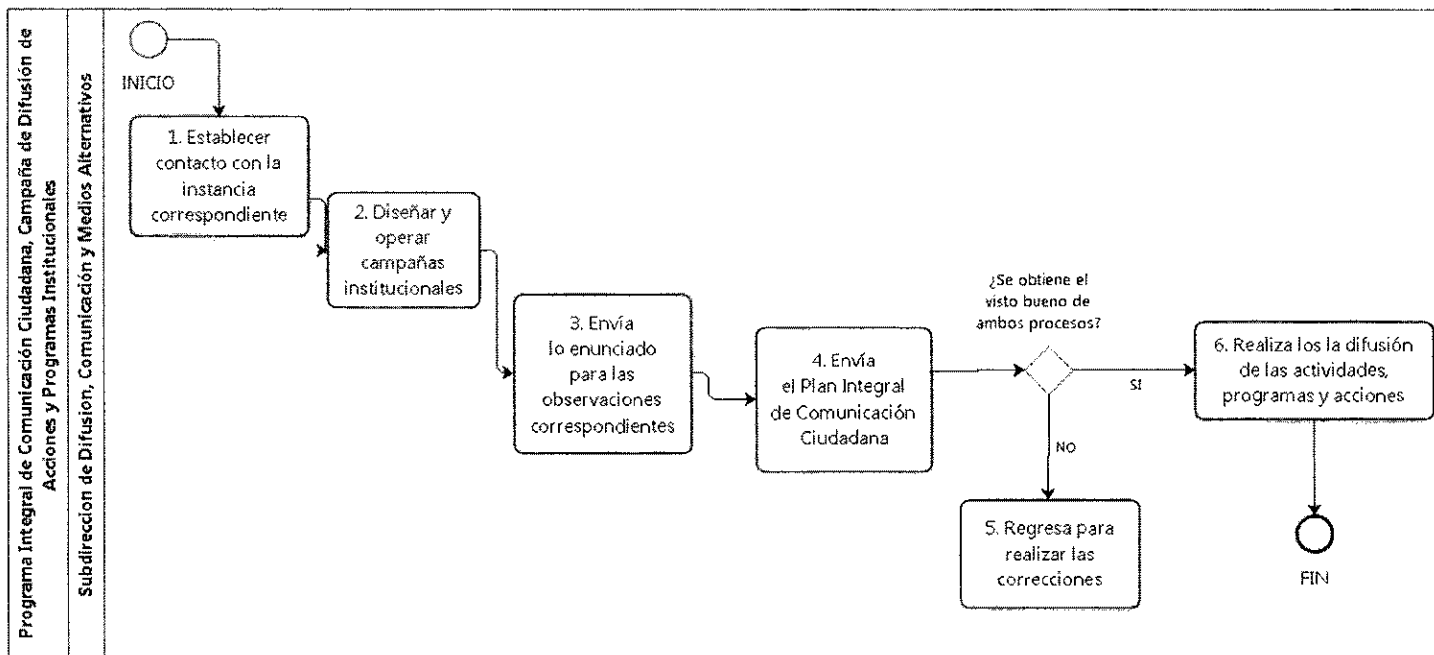 Programa Integral de Comunicación Ciudadana, Campaña de Difusión de
Acciones y Programas Institucionales
Subdireccion de Difusion, Comunicación y Medios Alternativos
INICIO
1. Establecer
contacto con la
instancia
correspondiente
2. Diseñar y
operar
campañas
institucionales
3. Envía
lo enunciado
para las
observaciones
correspondientes
4. Envía
el Plan Integral
de Comunicación
Ciudadana
¿Se obtiene el
visto bueno de
ambos procesos?
SI
NO
5. Regresa para
realizar las
correcciones
6. Realiza los la difusión
de las actividades,
programas y acciones
FIN